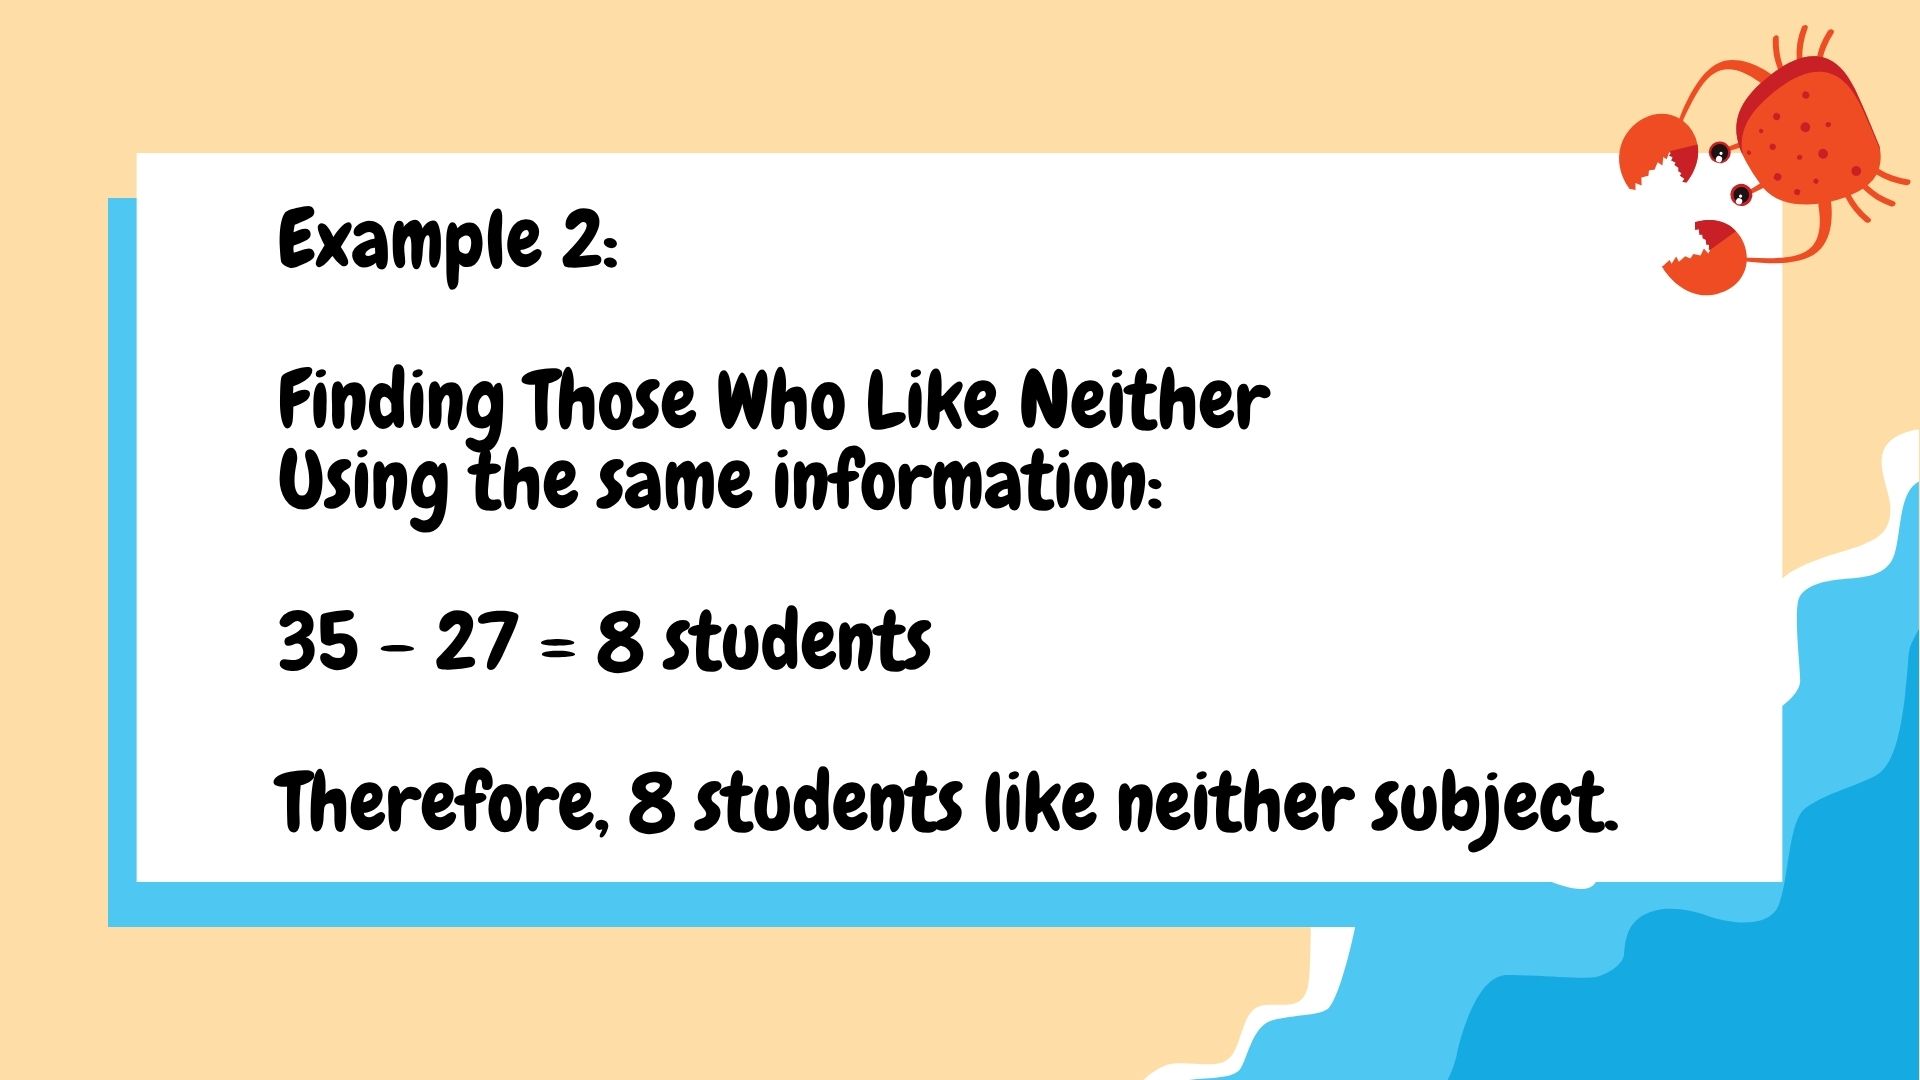 Example 2:
Finding Those Who Like Neither
Using the same information:
35 – 27 = 8 students
Therefore, 8 students like neither subject.